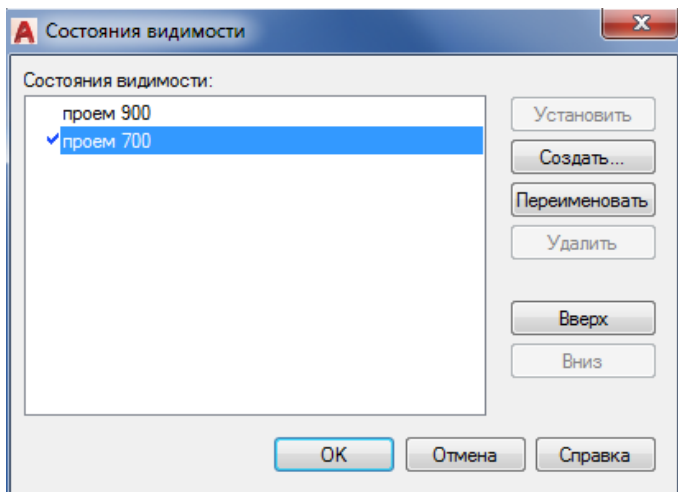 Состояния видимости
Состояния видимости:
проем 900
проем 700
Установить
Создать...
Переименовать
Удалить
Вверх
Вниз
OK
Отмена
Справка